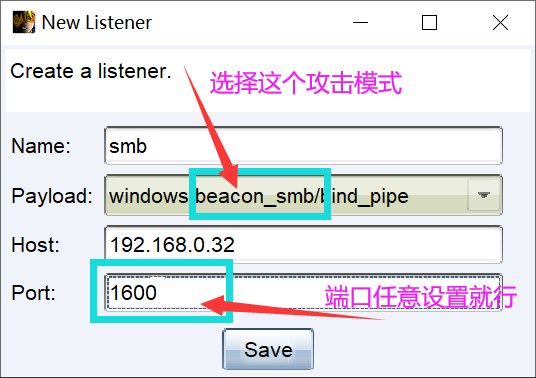 New Listener
Create a listener.
选择这个攻击模式
Name: smb
Payload: windows/beacon_smb/bind_pipe
Host: 192.168.0.32
Port: 1600
端口任意设置就行
Save